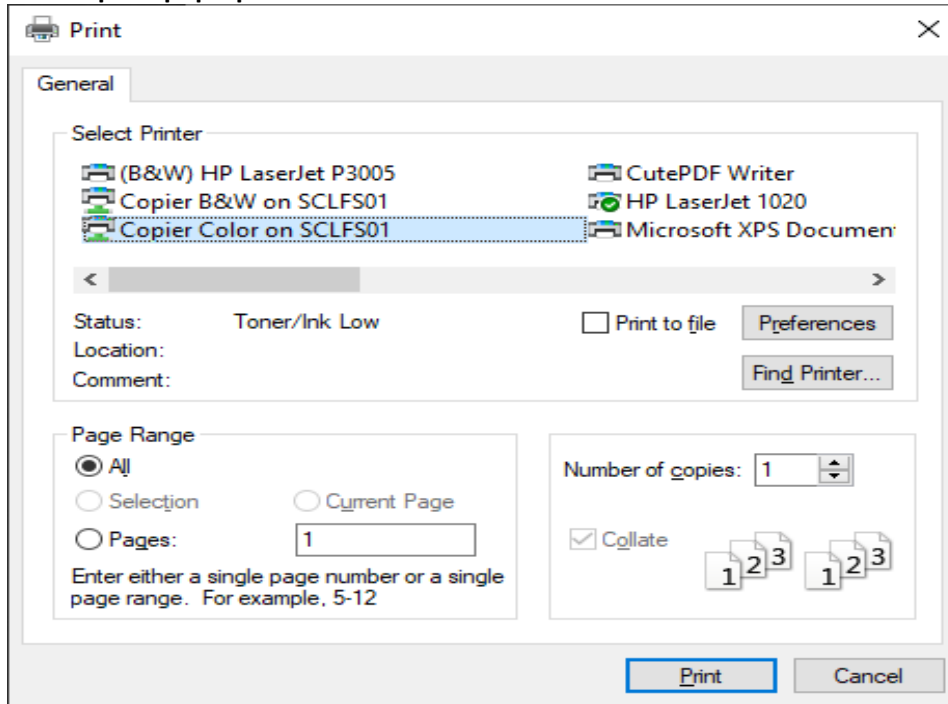 Print
General
Select Printer
(B&W) HP LaserJet P3005
CutePDF Writer
Copier B&W on SCLFS01
HP LaserJet 1020
Copier Color on SCLFS01
Microsoft XPS Documen
Status: Toner/Ink Low
Print to file
Preferences
Location:
Comment:
Find Printer...
Page Range
All
Number of copies: 1
Selection
Current Page
Pages: 1
Collate
1 2 3 1 2 3
Enter either a single page number or a single
page range. For example, 5-12
Print
Cancel